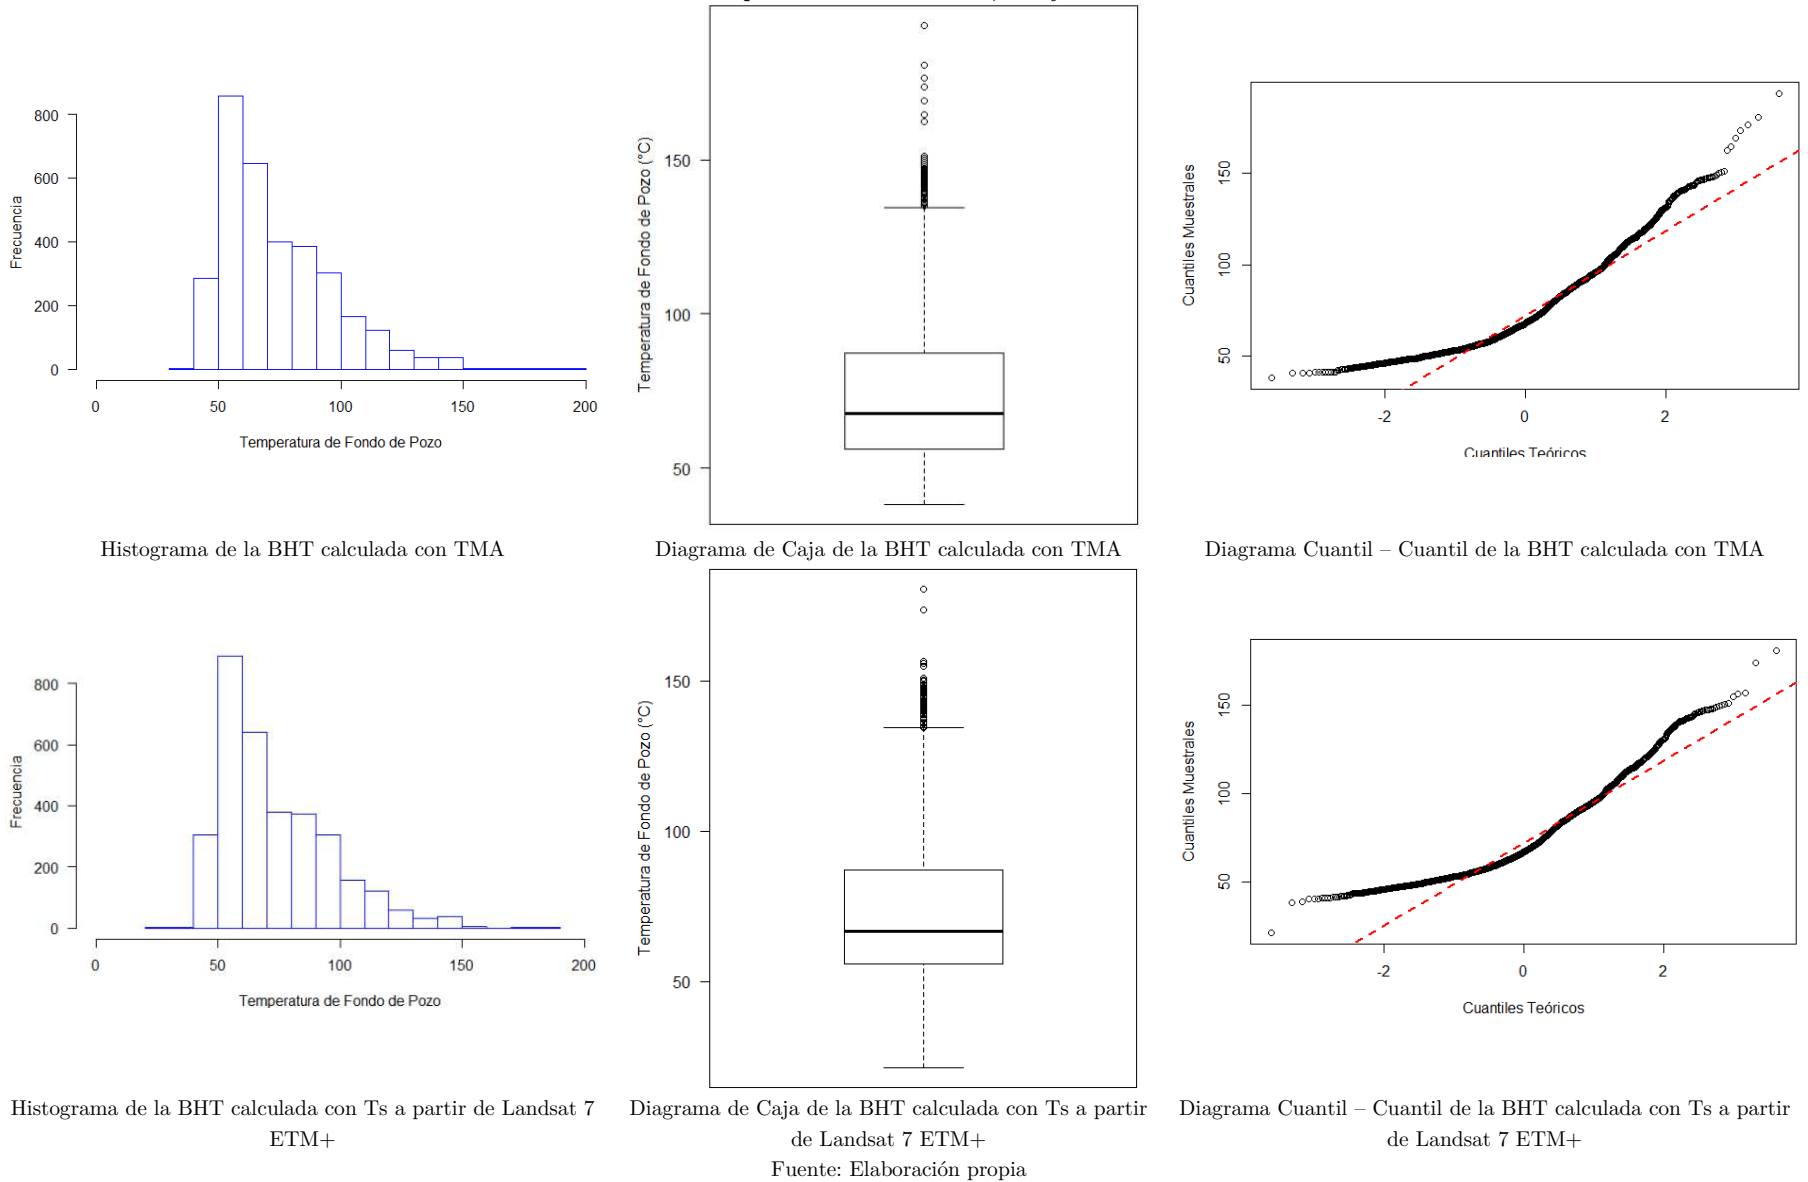 800
600
400
200
0
Frecuencia
0 50 100 150 200
Temperatura de Fondo de Pozo
150
100
50
Temperatura de Fondo de Pozo (°C)
150
100
50
Cuantiles Muestrales
-2 0 2
Cuantiles Teóricos
Histograma de la BHT calculada con TMA
Diagrama de Caja de la BHT calculada con TMA
Diagrama Cuantil – Cuantil de la BHT calculada con TMA
800
600
400
200
0
Frecuencia
0 50 100 150 200
Temperatura de Fondo de Pozo
150
100
50
Temperatura de Fondo de Pozo (°C)
150
100
50
Cuantiles Muestrales
-2 0 2
Cuantiles Teóricos
Histograma de la BHT calculada con Ts a partir de Landsat 7
ETM+
Diagrama de Caja de la BHT calculada con Ts a partir
de Landsat 7 ETM+
Diagrama Cuantil – Cuantil de la BHT calculada con Ts a partir
de Landsat 7 ETM+
Fuente: Elaboración propia